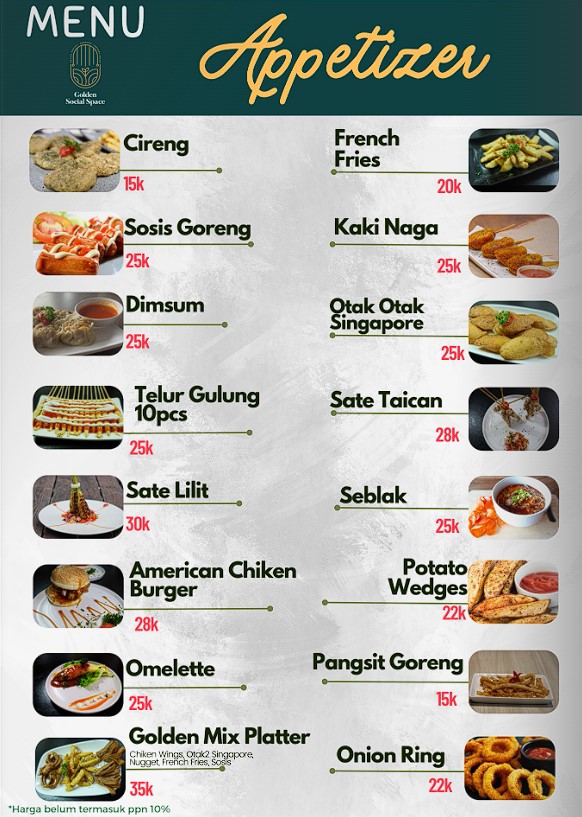 MENU
Appetizer
Golden
Social Space
Cireng
15k
Sosis Goreng
25k
Dimsum
25k
Telur Gulung
10pcs
25k
Sate Lilit
30k
American Chiken
Burger
28k
Omelette
25k
Golden Mix Platter
Chiken Wings, Otak2 Singapore,
Nugget, French Fries, Sosis
35k
French
Fries
20k
Kaki Naga
25k
Otak Otak
Singapore
25k
Sate Taican
28k
Seblak
25k
Potato
Wedges
22k
Pangsit Goreng
15k
Onion Ring
22k
*Harga belum termasuk ppn 10%